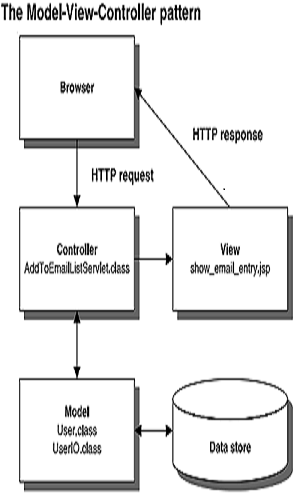 The Model-View-Controller pattern
Browser
HTTP response
HTTP request
Controller
AddToEmailListServlet.class
View
show_email_entry.jsp
Model
User.class
UserIO.class
Data store